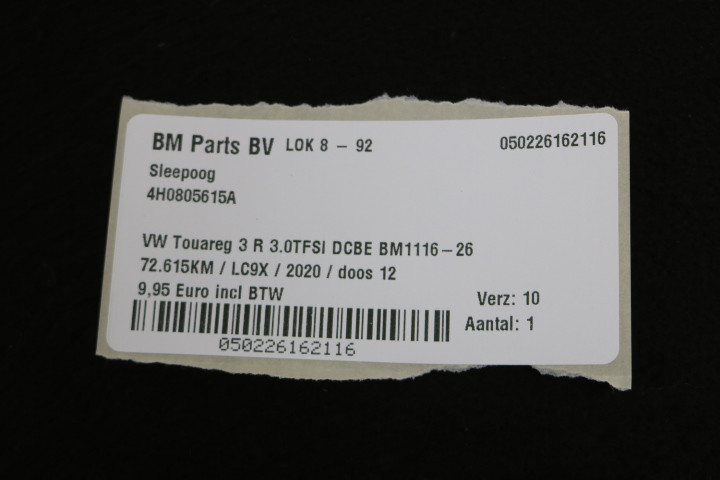 BM Parts BV LOK 8 - 92 050226162116
Sleepoog
4H0805615A
VW Touareg 3 R 3.0TFSI DCBE BM1116-26
72.615KM / LC9X / 2020 / doos 12
9,95 Euro incl BTW Verz: 10
Aantal: 1
050226162116